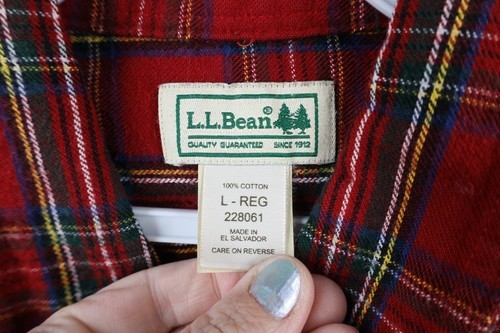 L.L.Bean®
QUALITY GUARANTEED SINCE 1912
100% COTTON
L - REG
228061
MADE IN
EL SALVADOR
CARE ON REVERSE